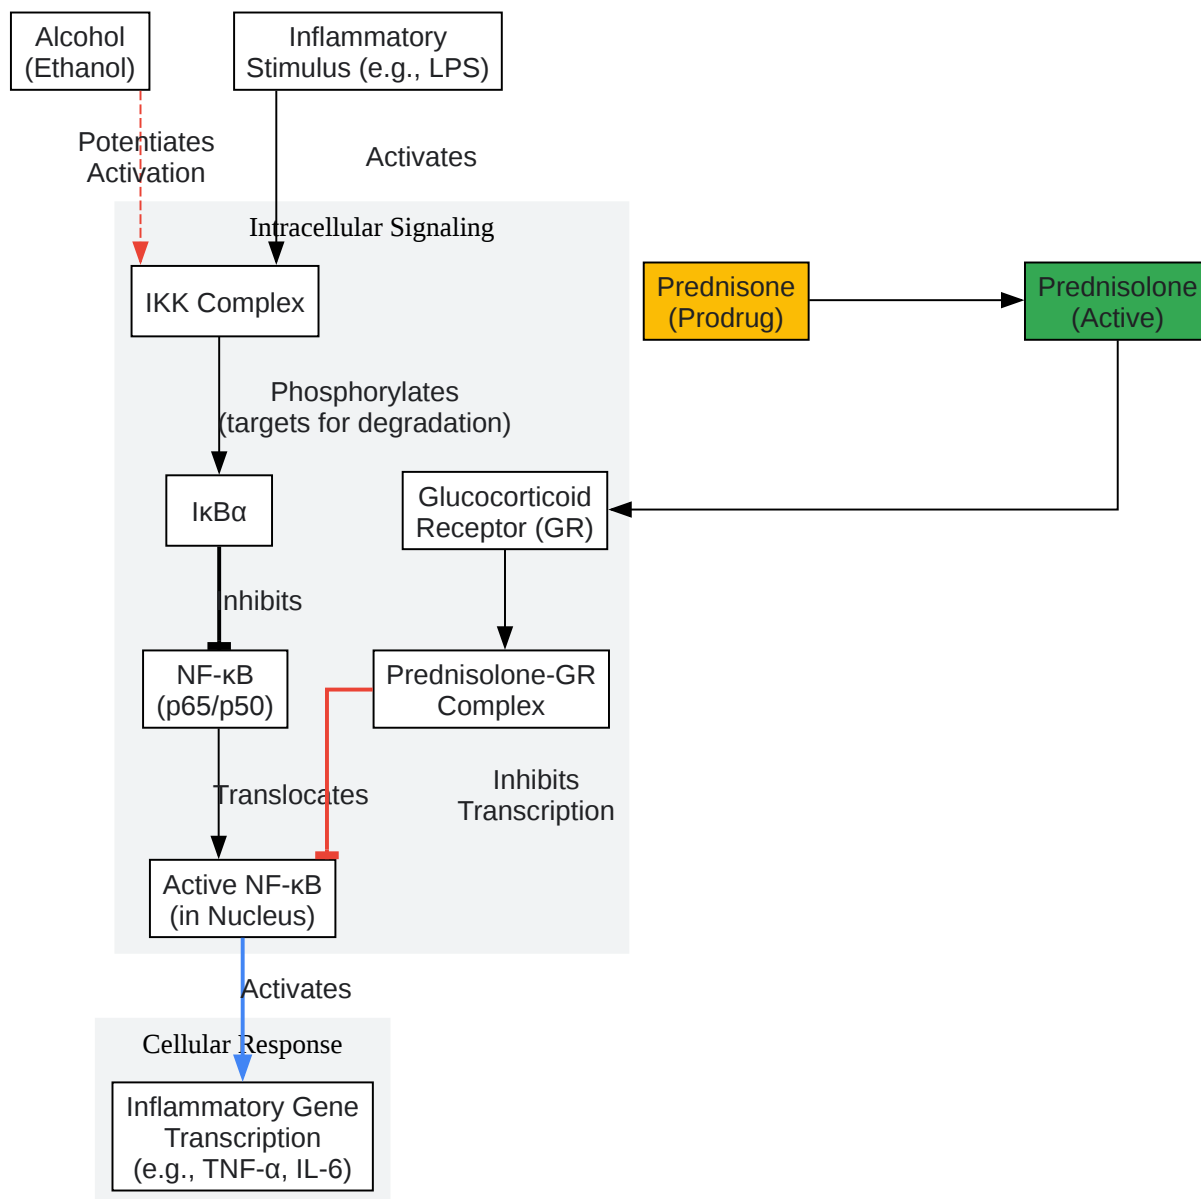 Alcohol
(Ethanol)
Inflammatory
Stimulus (e.g., LPS)
Potentiates
Activation
Activates
Intracellular Signaling
IKK Complex
Prednisone
(Prodrug)
Prednisolone
(Active)
Phosphorylates
(targets for degradation)
IκBα
Glucocorticoid
Receptor (GR)
Inhibits
NF-κB
(p65/p50)
Prednisolone-GR
Complex
Translocates
Inhibits
Transcription
Active NF-κB
(in Nucleus)
Activates
Cellular Response
Inflammatory Gene
Transcription
(e.g., TNF-α, IL-6)